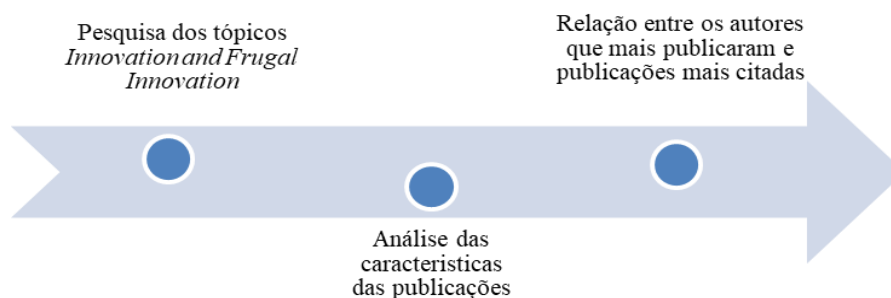 Pesquisa dos tópicos
Innovation and Frugal
Innovation
Análise das
caracteristicas
das publicações
Relação entre os autores
que mais publicaram e
publicações mais citadas